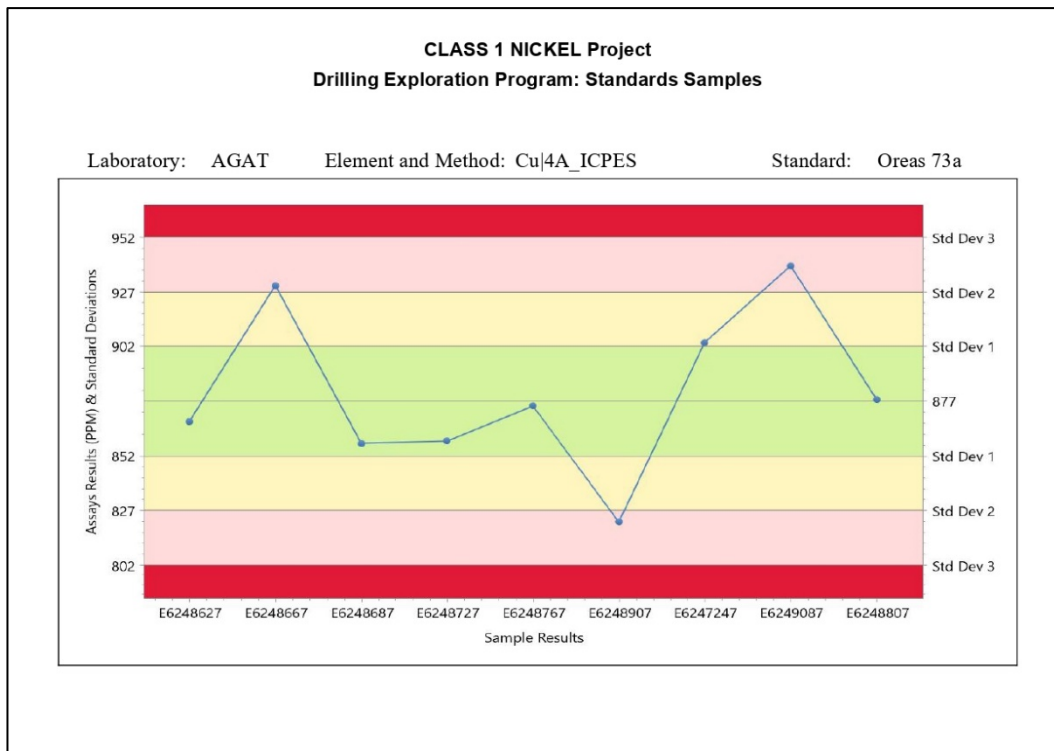 CLASS 1 NICKEL Project
Drilling Exploration Program: Standards Samples
Laboratory: AGAT Element and Method: Cu|4A_ICPES Standard: Oreas 73a
Assays Results (PPM) & Standard Deviations
952 Std Dev 3
927 Std Dev 2
902 Std Dev 1
877
852 Std Dev 1
827 Std Dev 2
802 Std Dev 3
E6248627 E6248667 E6248687 E6248727 E6248767 E6248907 E6247247 E6249087 E6248807
Sample Results